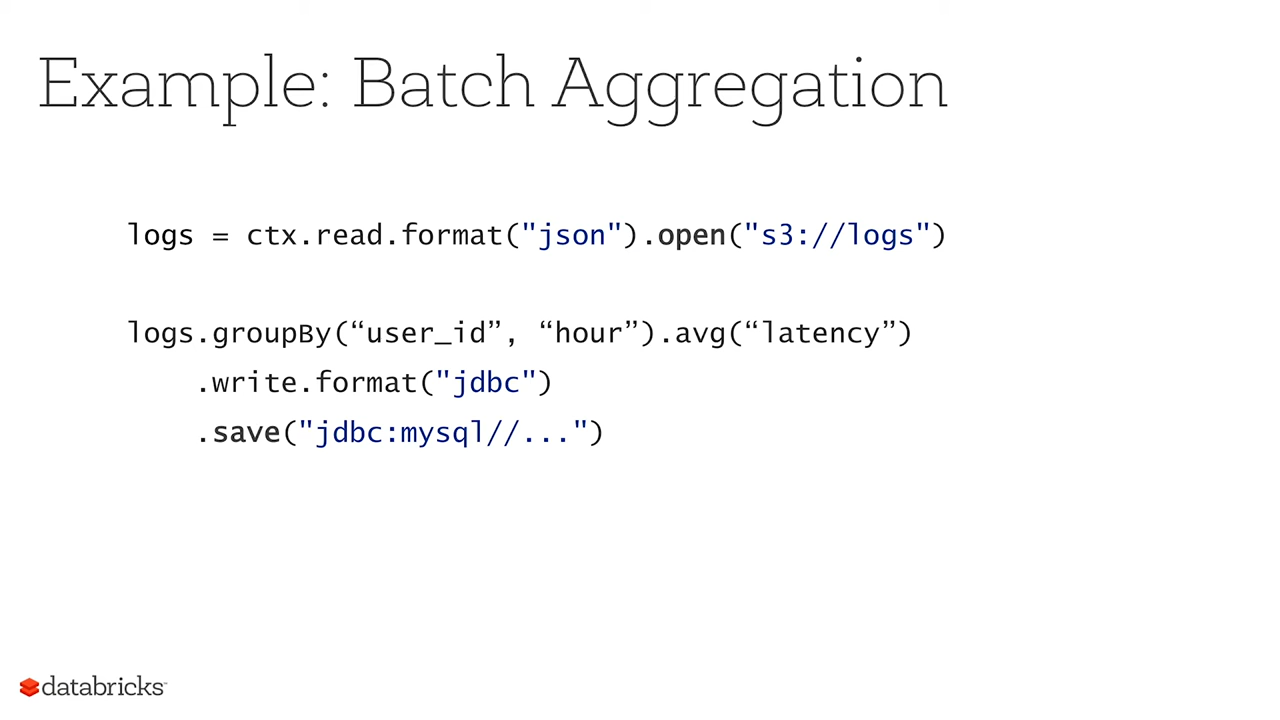 Example: Batch Aggregation
logs = ctx.read.format("json").open("s3://logs")
logs.groupBy(“user_id”, “hour”).avg(“latency”)
.write.format("jdbc")
.save("jdbc:mysql//...")
databricks